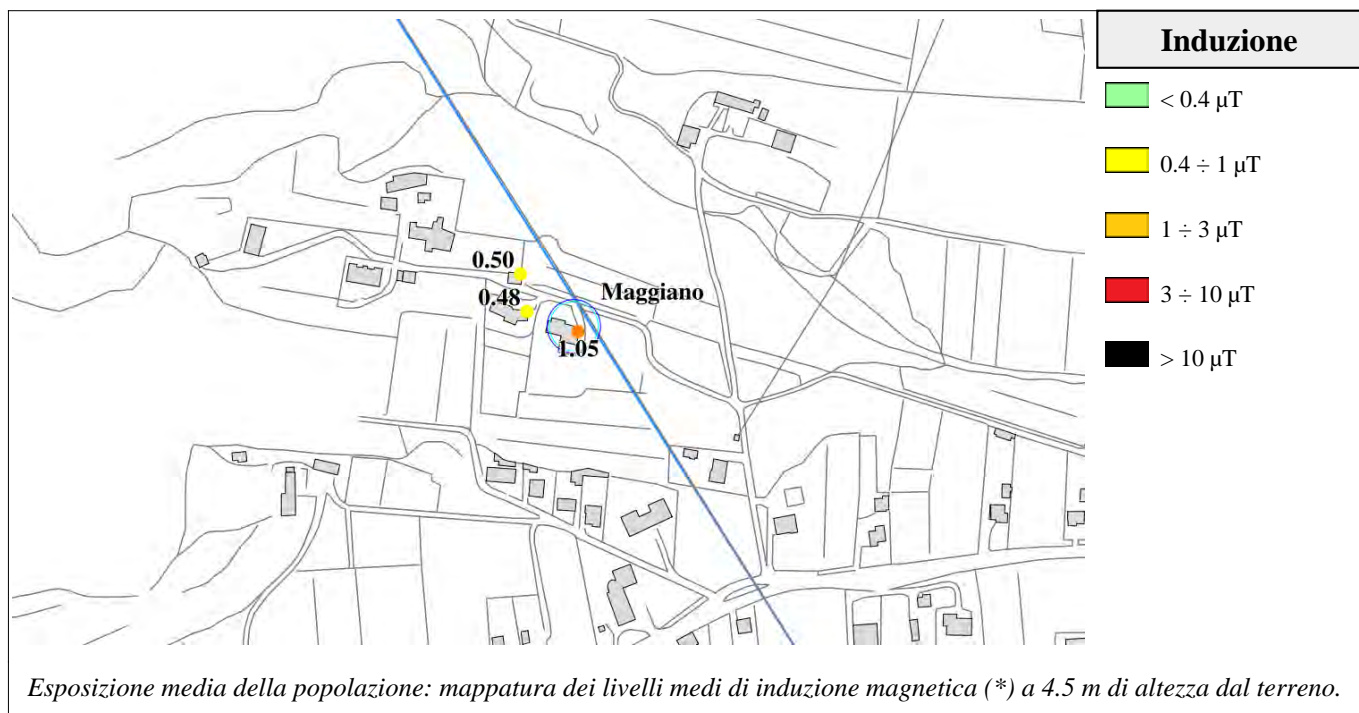 Induzione
< 0.4 µT
0.4 ÷ 1 µT
1 ÷ 3 µT
3 ÷ 10 µT
> 10 µT
0.50
0.48
Maggiano
1.05
Esposizione media della popolazione: mappatura dei livelli medi di induzione magnetica (*) a 4.5 m di altezza dal terreno.